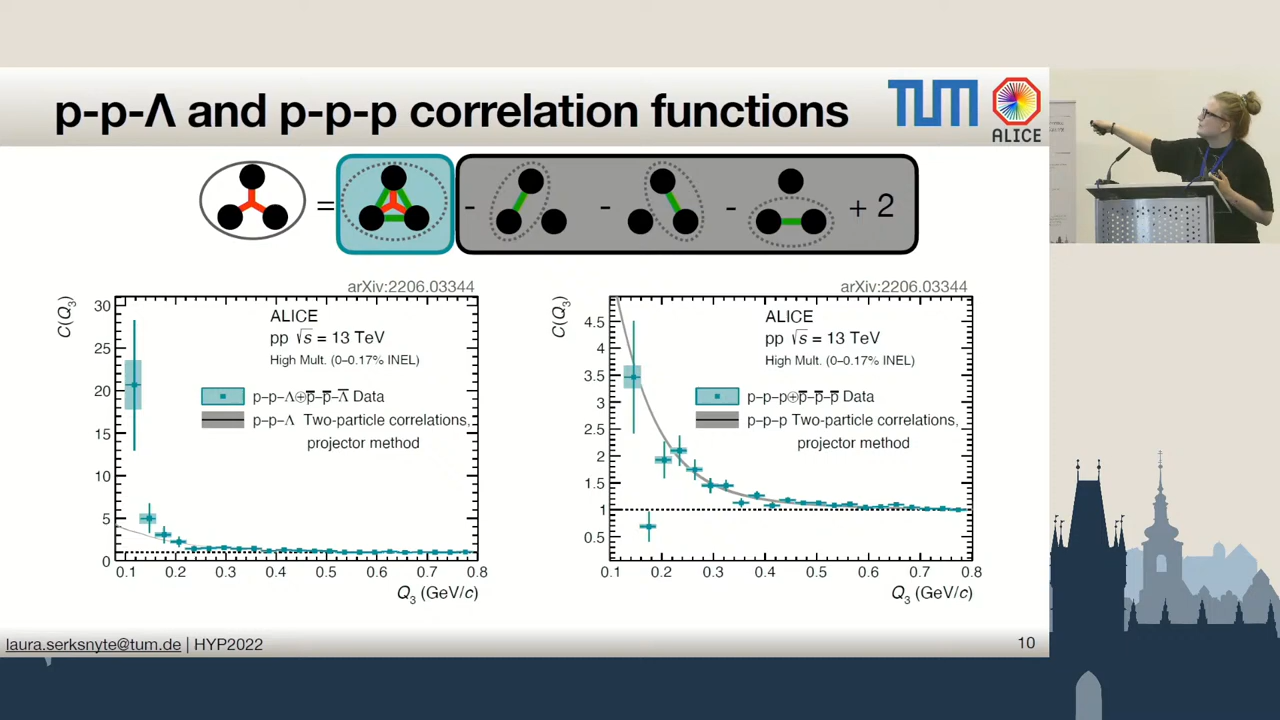 p-p-Λ and p-p-p correlation functions
TUM
ALICE
= - - - + 2
arXiv:2206.03344
C(Q3)
30
25
20
15
10
5
0
ALICE
pp √s = 13 TeV
High Mult. (0–0.17% INEL)
p–p–Λ⊕p̅–p̅–Λ̅ Data
p–p–Λ Two-particle correlations,
projector method
0.1 0.2 0.3 0.4 0.5 0.6 0.7 0.8
Q3 (GeV/c)
arXiv:2206.03344
C(Q3)
4.5
4
3.5
3
2.5
2
1.5
1
0.5
ALICE
pp √s = 13 TeV
High Mult. (0–0.17% INEL)
p–p–p⊕p̅–p̅–p̅ Data
p–p–p Two-particle correlations,
projector method
0.1 0.2 0.3 0.4 0.5 0.6 0.7 0.8
Q3 (GeV/c)
laura.serksnyte@tum.de | HYP2022
10